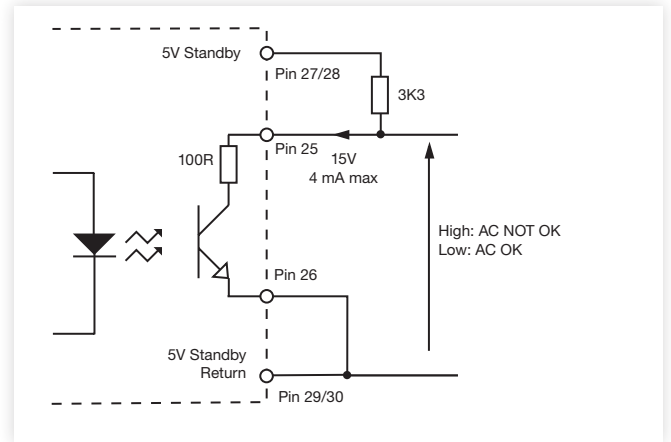 5V Standby
Pin 27/28
3K3
Pin 25
100R
15V
4 mA max
High: AC NOT OK
Low: AC OK
Pin 26
5V Standby
Return
Pin 29/30